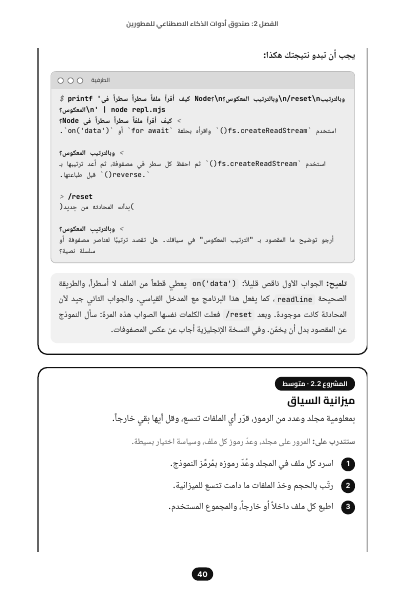 الفصل 2: صندوق أدوات الذكاء الاصطناعي للمطورين
يجب أن تبدو نتيجتك هكذا:
الطرفية
$ printf "كيف أقرأ ملفاً سطراً سطراً في Node؟\nوبالترتيب المعكوس؟\n/reset\nوبالترتيب
المعكوس؟\n" | node repl.mjs
> كيف أقرأ ملفاً سطراً سطراً في Node؟
استخدم `fs.createReadStream()` واقرأه بحلقة `for await` أو `on('data')`.
> وبالترتيب المعكوس؟
استخدم `fs.createReadStream()` ثم احفظ كل سطر في مصفوفة، ثم أعد ترتيبها بـ
`.reverse()` قبل طباعتها.
> /reset
(بدأت المحادثة من جديد)
> وبالترتيب المعكوس؟
أرجو توضيح ما المقصود بـ "الترتيب المعكوس" في سياقك. هل تقصد ترتيبًا لعناصر مصفوفة أو
سلسلة نصية؟
تلميح: الجواب الأول ناقص قليلاً: on('data') يعطي قطعاً من الملف لا أسطراً، والطريقة
الصحيحة readline، كما يفعل هذا البرنامج مع المدخل القياسي. والجواب الثاني جيد لأن
المحادثة كانت موجودة. وبعد /reset فعلت الكلمات نفسها الصواب هذه المرة: سأل النموذج
عن المقصود بدل أن يخمّن. وفي النسخة الإنجليزية أجاب عن عكس المصفوفات.
المشروع 2.2 · متوسط
ميزانية السياق
بمعلومية مجلد وعدد من الرموز، قرّر أي الملفات تتسع، وقل أيها بقي خارجاً.
ستتدرب على: المرور على مجلد، وعدّ رموز كل ملف، وسياسة اختيار بسيطة.
1 اسرد كل ملف في المجلد وعُدّ رموزه بمُرمِّز النموذج.
2 رتّب بالحجم وخذ الملفات ما دامت تتسع للميزانية.
3 اطبع كل ملف داخلاً أو خارجاً، والمجموع المستخدم.
40